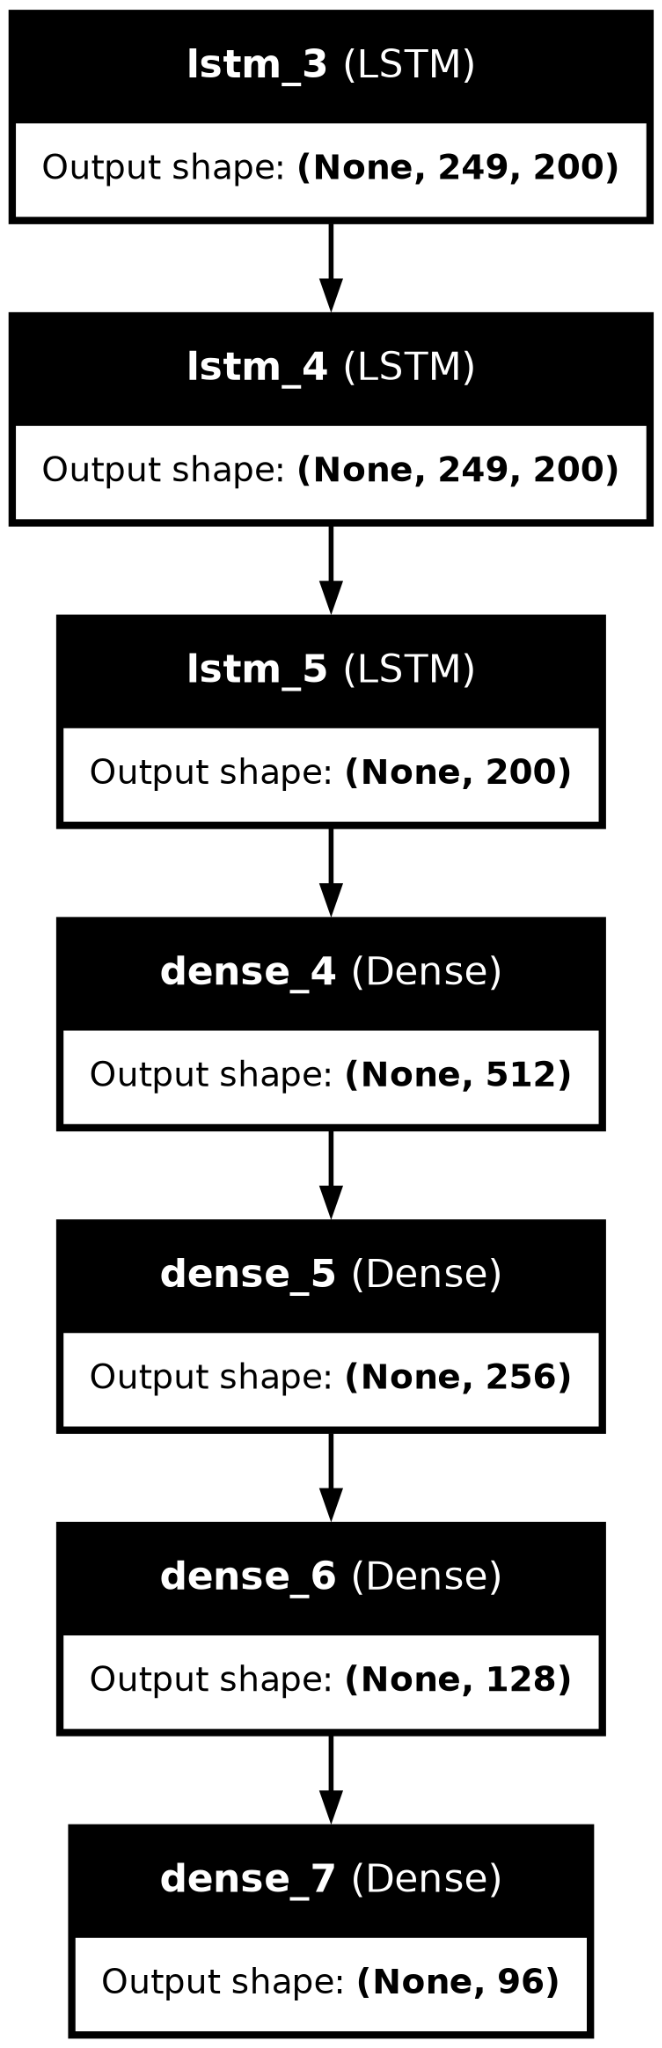 lstm_3 (LSTM)
Output shape: (None, 249, 200)
lstm_4 (LSTM)
Output shape: (None, 249, 200)
lstm_5 (LSTM)
Output shape: (None, 200)
dense_4 (Dense)
Output shape: (None, 512)
dense_5 (Dense)
Output shape: (None, 256)
dense_6 (Dense)
Output shape: (None, 128)
dense_7 (Dense)
Output shape: (None, 96)